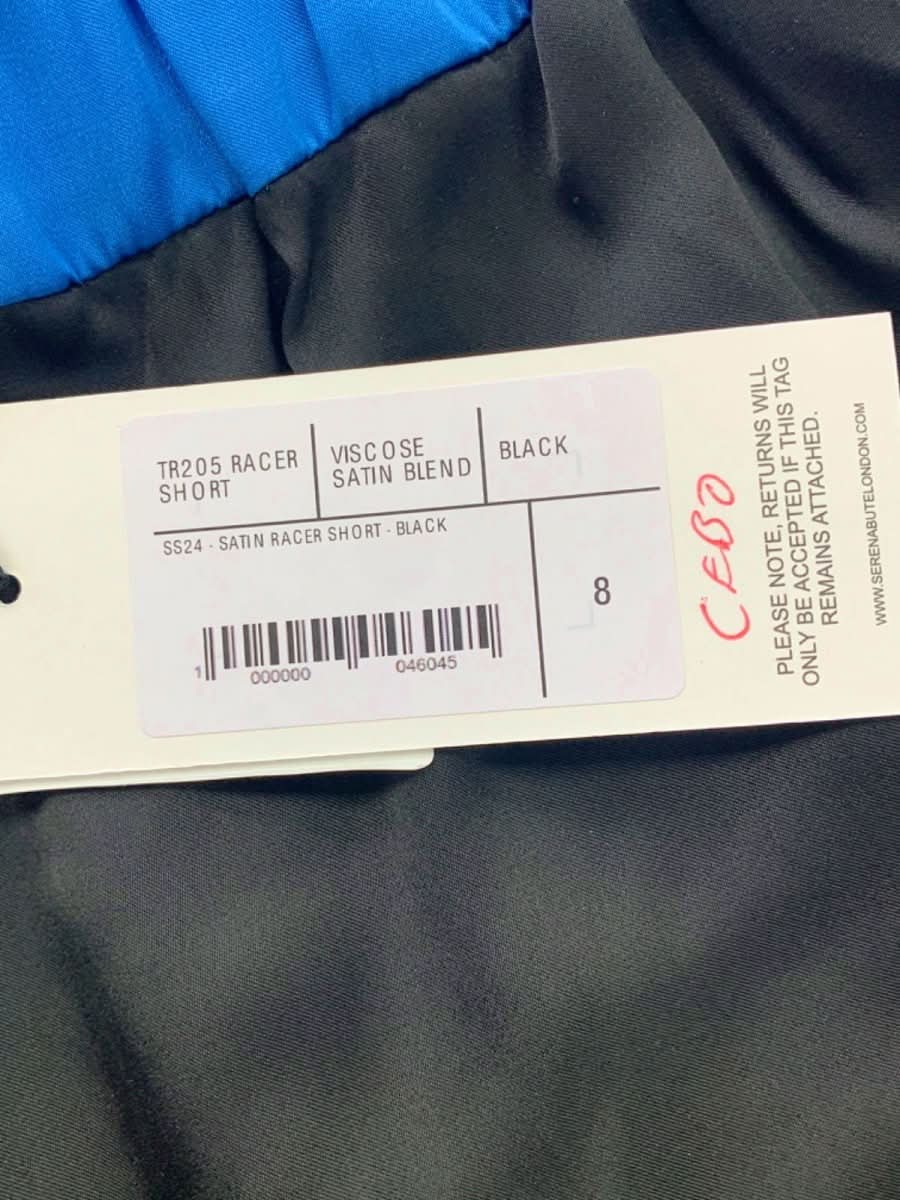 TR205 RACER
SHORT
VISCOSE
SATIN BLEND
BLACK
SS24 - SATIN RACER SHORT - BLACK
8
1 000000 046045
PLEASE NOTE, RETURNS WILL
ONLY BE ACCEPTED IF THIS TAG
REMAINS ATTACHED.
WWW.SERENABUTELONDON.COM